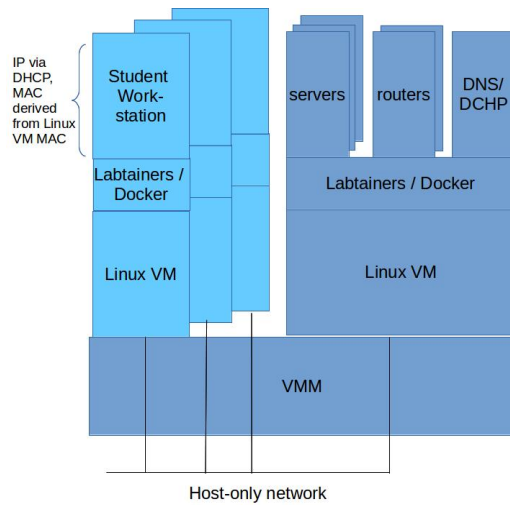 IP via
DHCP,
MAC
derived
from Linux
VM MAC
Student
Work-
station
Labtainers /
Docker
Linux VM
servers
routers
DNS/
DCHP
Labtainers / Docker
Linux VM
VMM
Host-only network